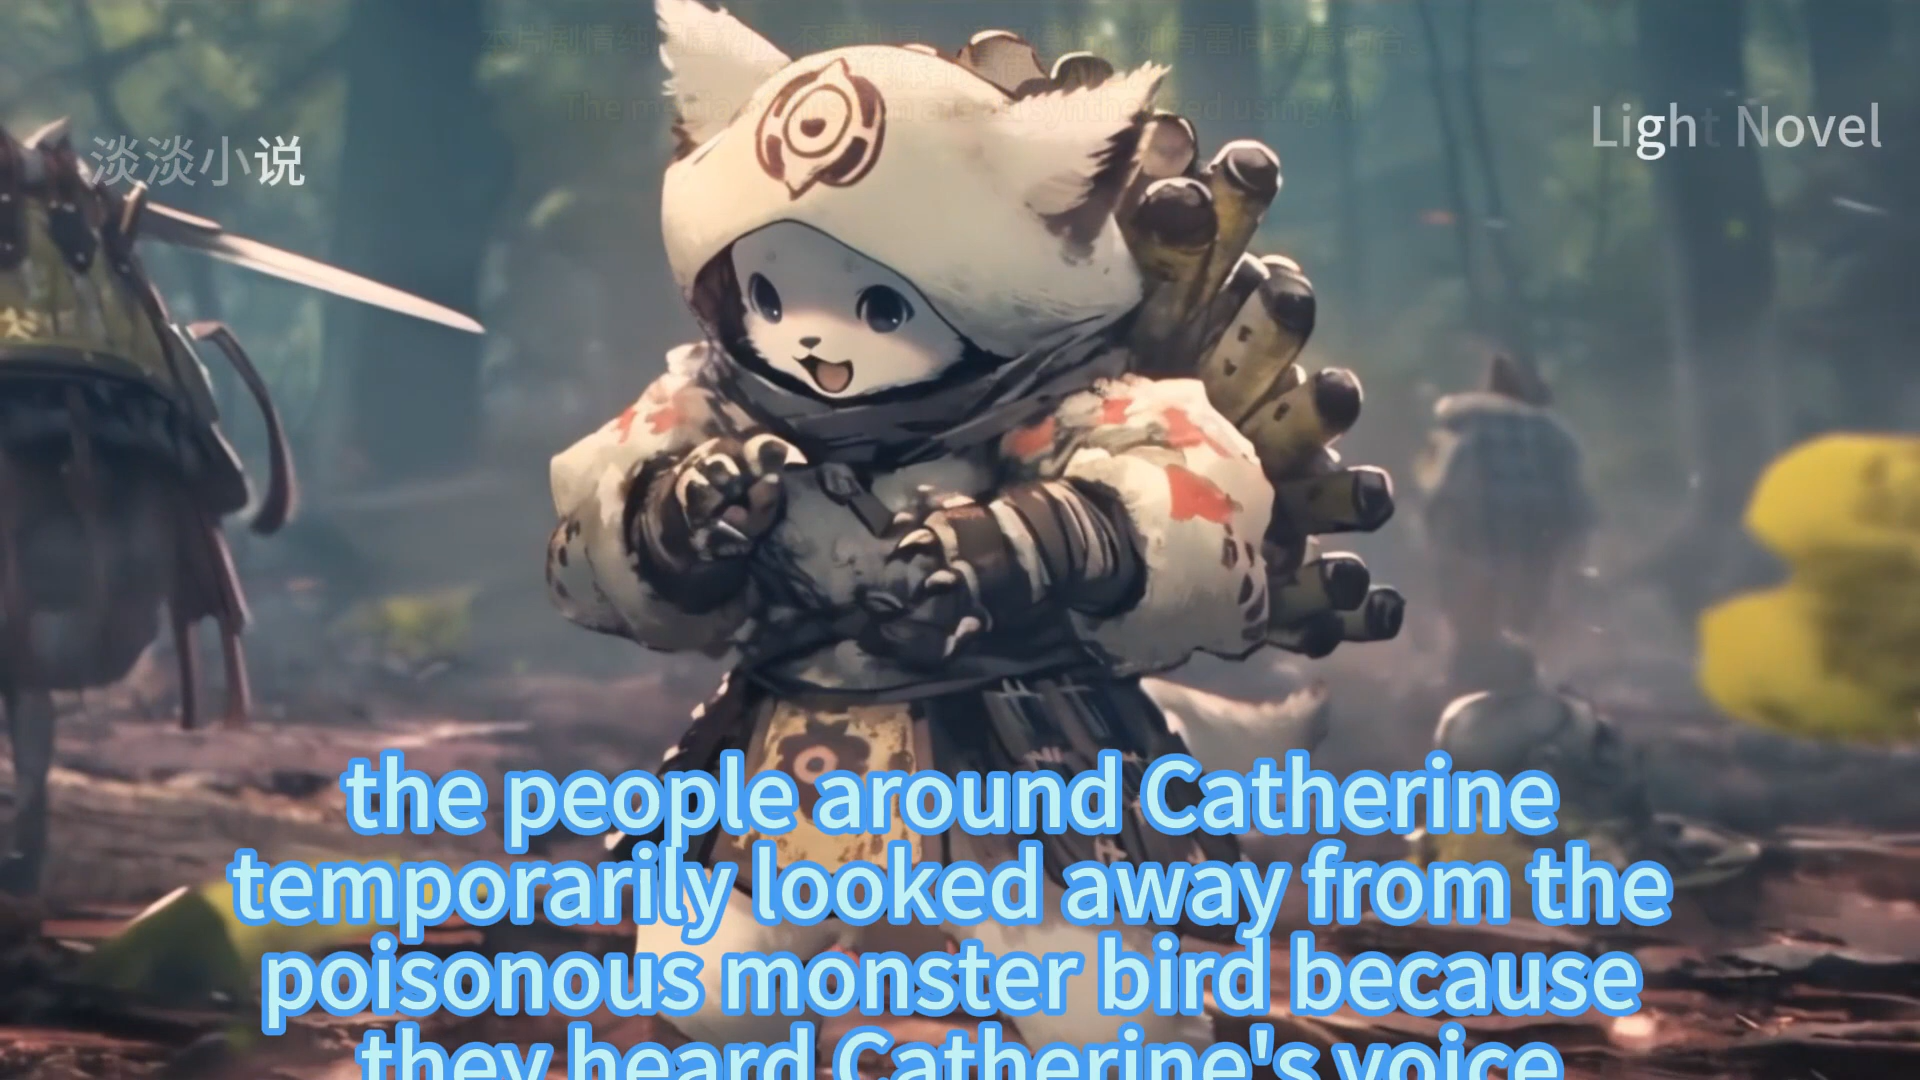 淡淡小说
Light Novel
the people around Catherine
temporarily looked away from the
poisonous monster bird because
they heard Catherine's voice